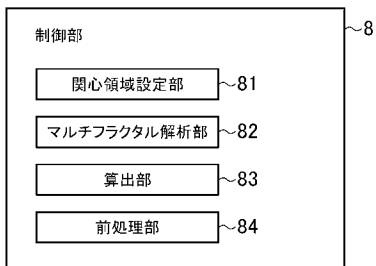 制御部
8
関心領域設定部 81
マルチフラクタル解析部 82
算出部 83
前処理部 84